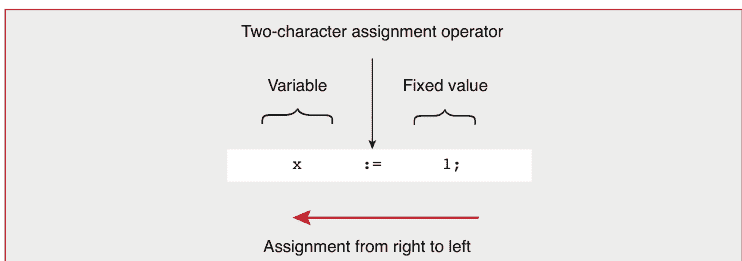 Two-character assignment operator
Variable
Fixed value
x := 1;
Assignment from right to left